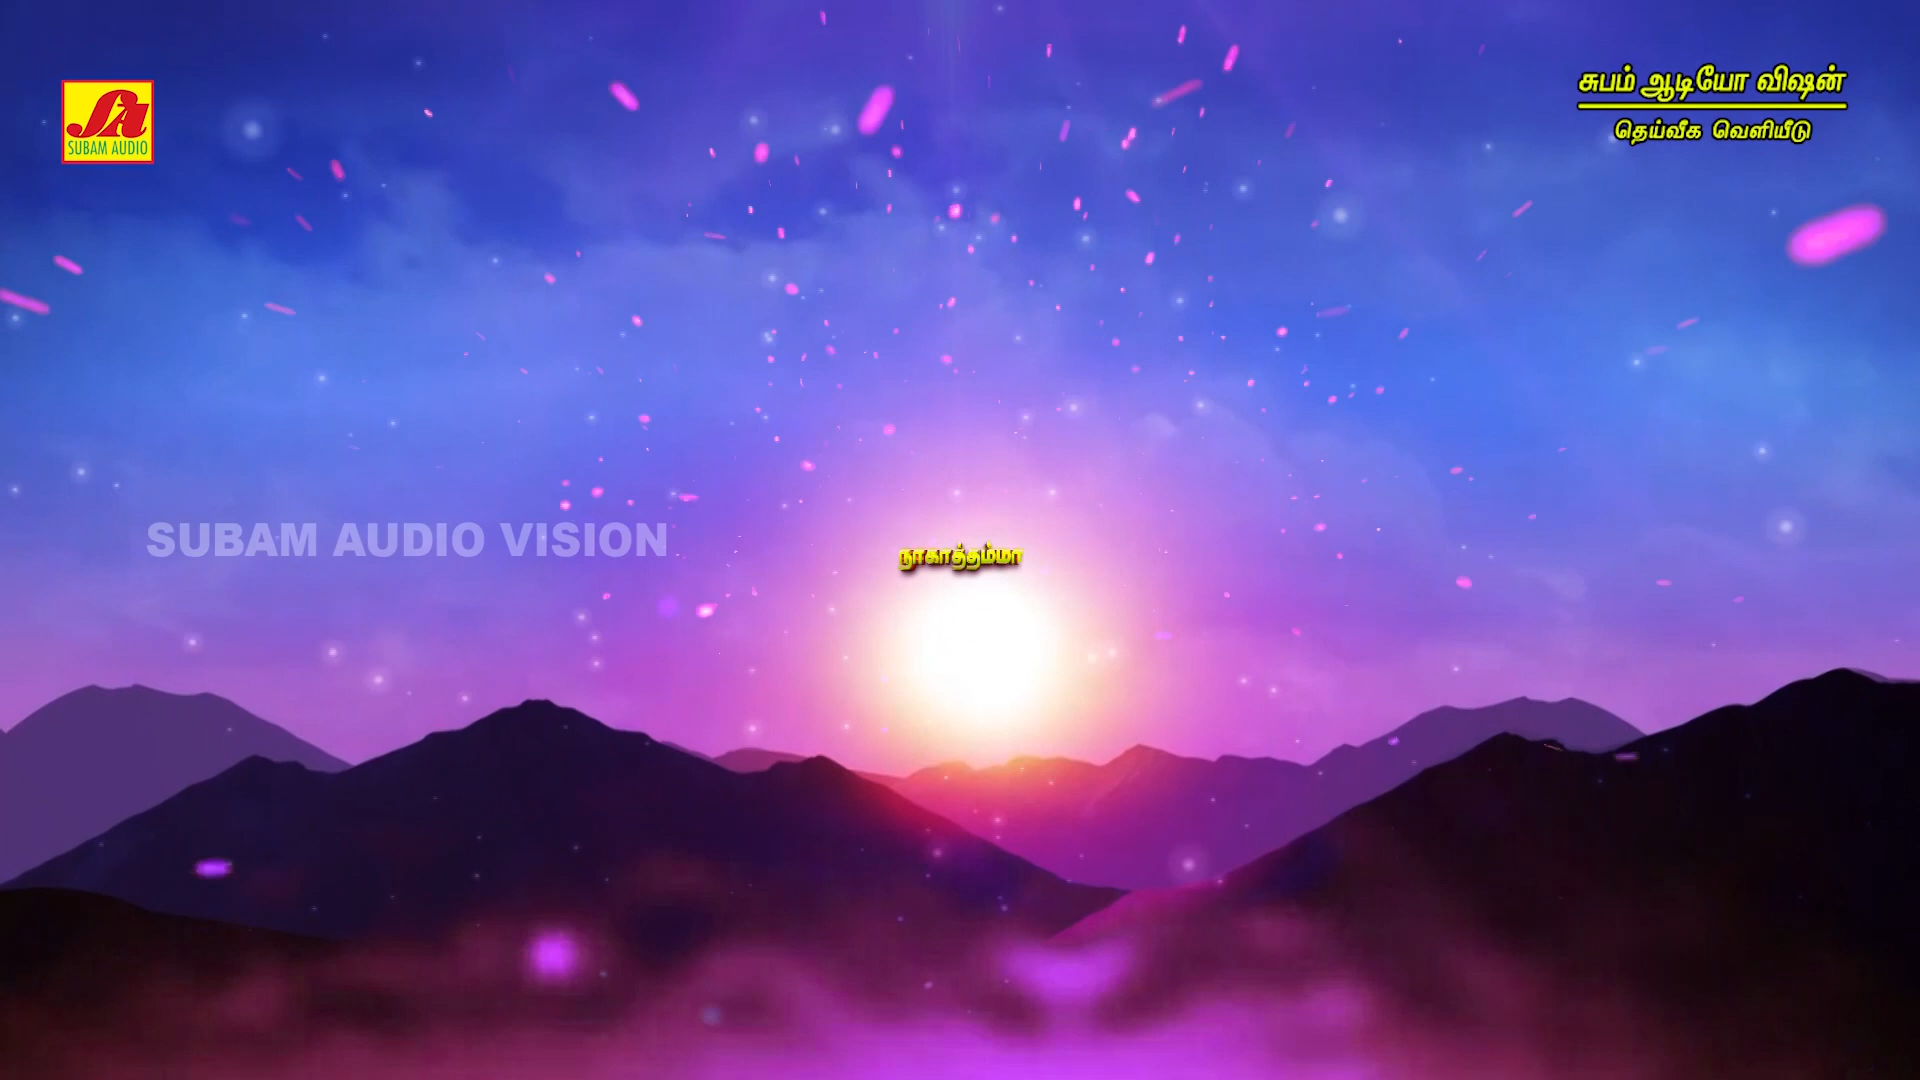 SUBAM AUDIO
சுபம் ஆடியோ விஷன்
தெய்வீக வெளியீடு
SUBAM AUDIO VISION
நாகாத்தம்மா